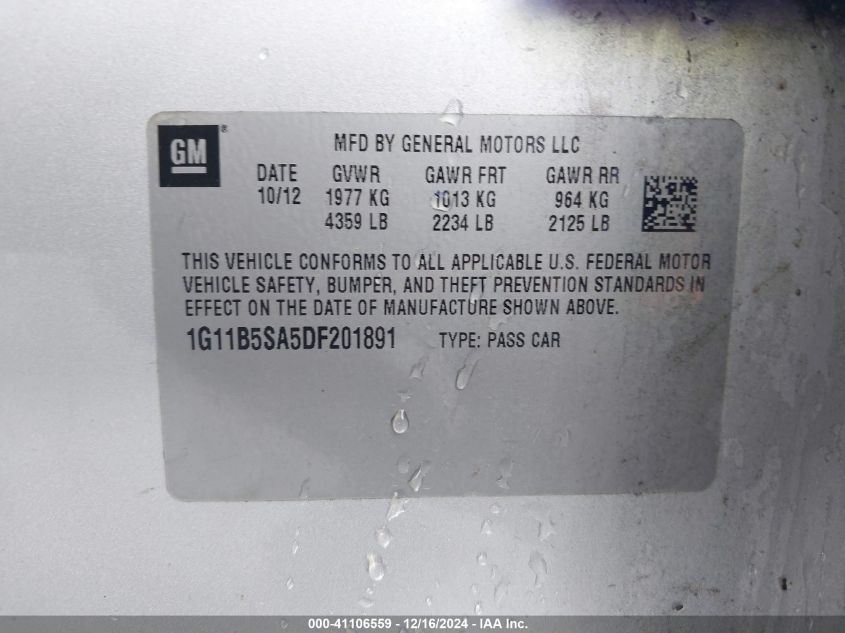 GM ®
MFD BY GENERAL MOTORS LLC
DATE GVWR GAWR FRT GAWR RR
10/12 1977 KG 1013 KG 964 KG
4359 LB 2234 LB 2125 LB
THIS VEHICLE CONFORMS TO ALL APPLICABLE U.S. FEDERAL MOTOR
VEHICLE SAFETY, BUMPER, AND THEFT PREVENTION STANDARDS IN
EFFECT ON THE DATE OF MANUFACTURE SHOWN ABOVE.
1G11B5SA5DF201891 TYPE: PASS CAR
000-41106559 - 12/16/2024 - IAA Inc.